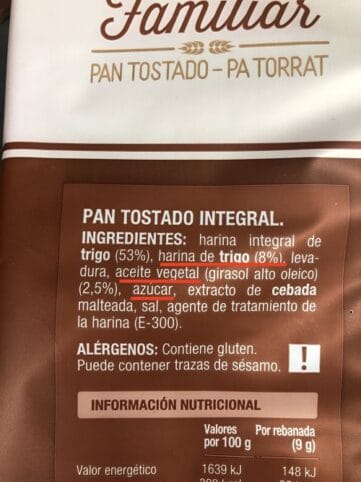 Familiar
PAN TOSTADO - PA TORRAT
PAN TOSTADO INTEGRAL.
INGREDIENTES: harina integral de
trigo (53%), harina de trigo (8%). leva-
dura, aceite vegetal (girasol alto oleico)
(2,5%), azúcar, extracto de cebada
malteada, sal, agente de tratamiento de
la harina (E-300).
ALÉRGENOS: Contiene gluten.
Puede contener trazas de sésamo.
!
INFORMACIÓN NUTRICIONAL
Valores Por rebanada
por 100 g (9 g)
Valor energético 1639 kJ 148 kJ